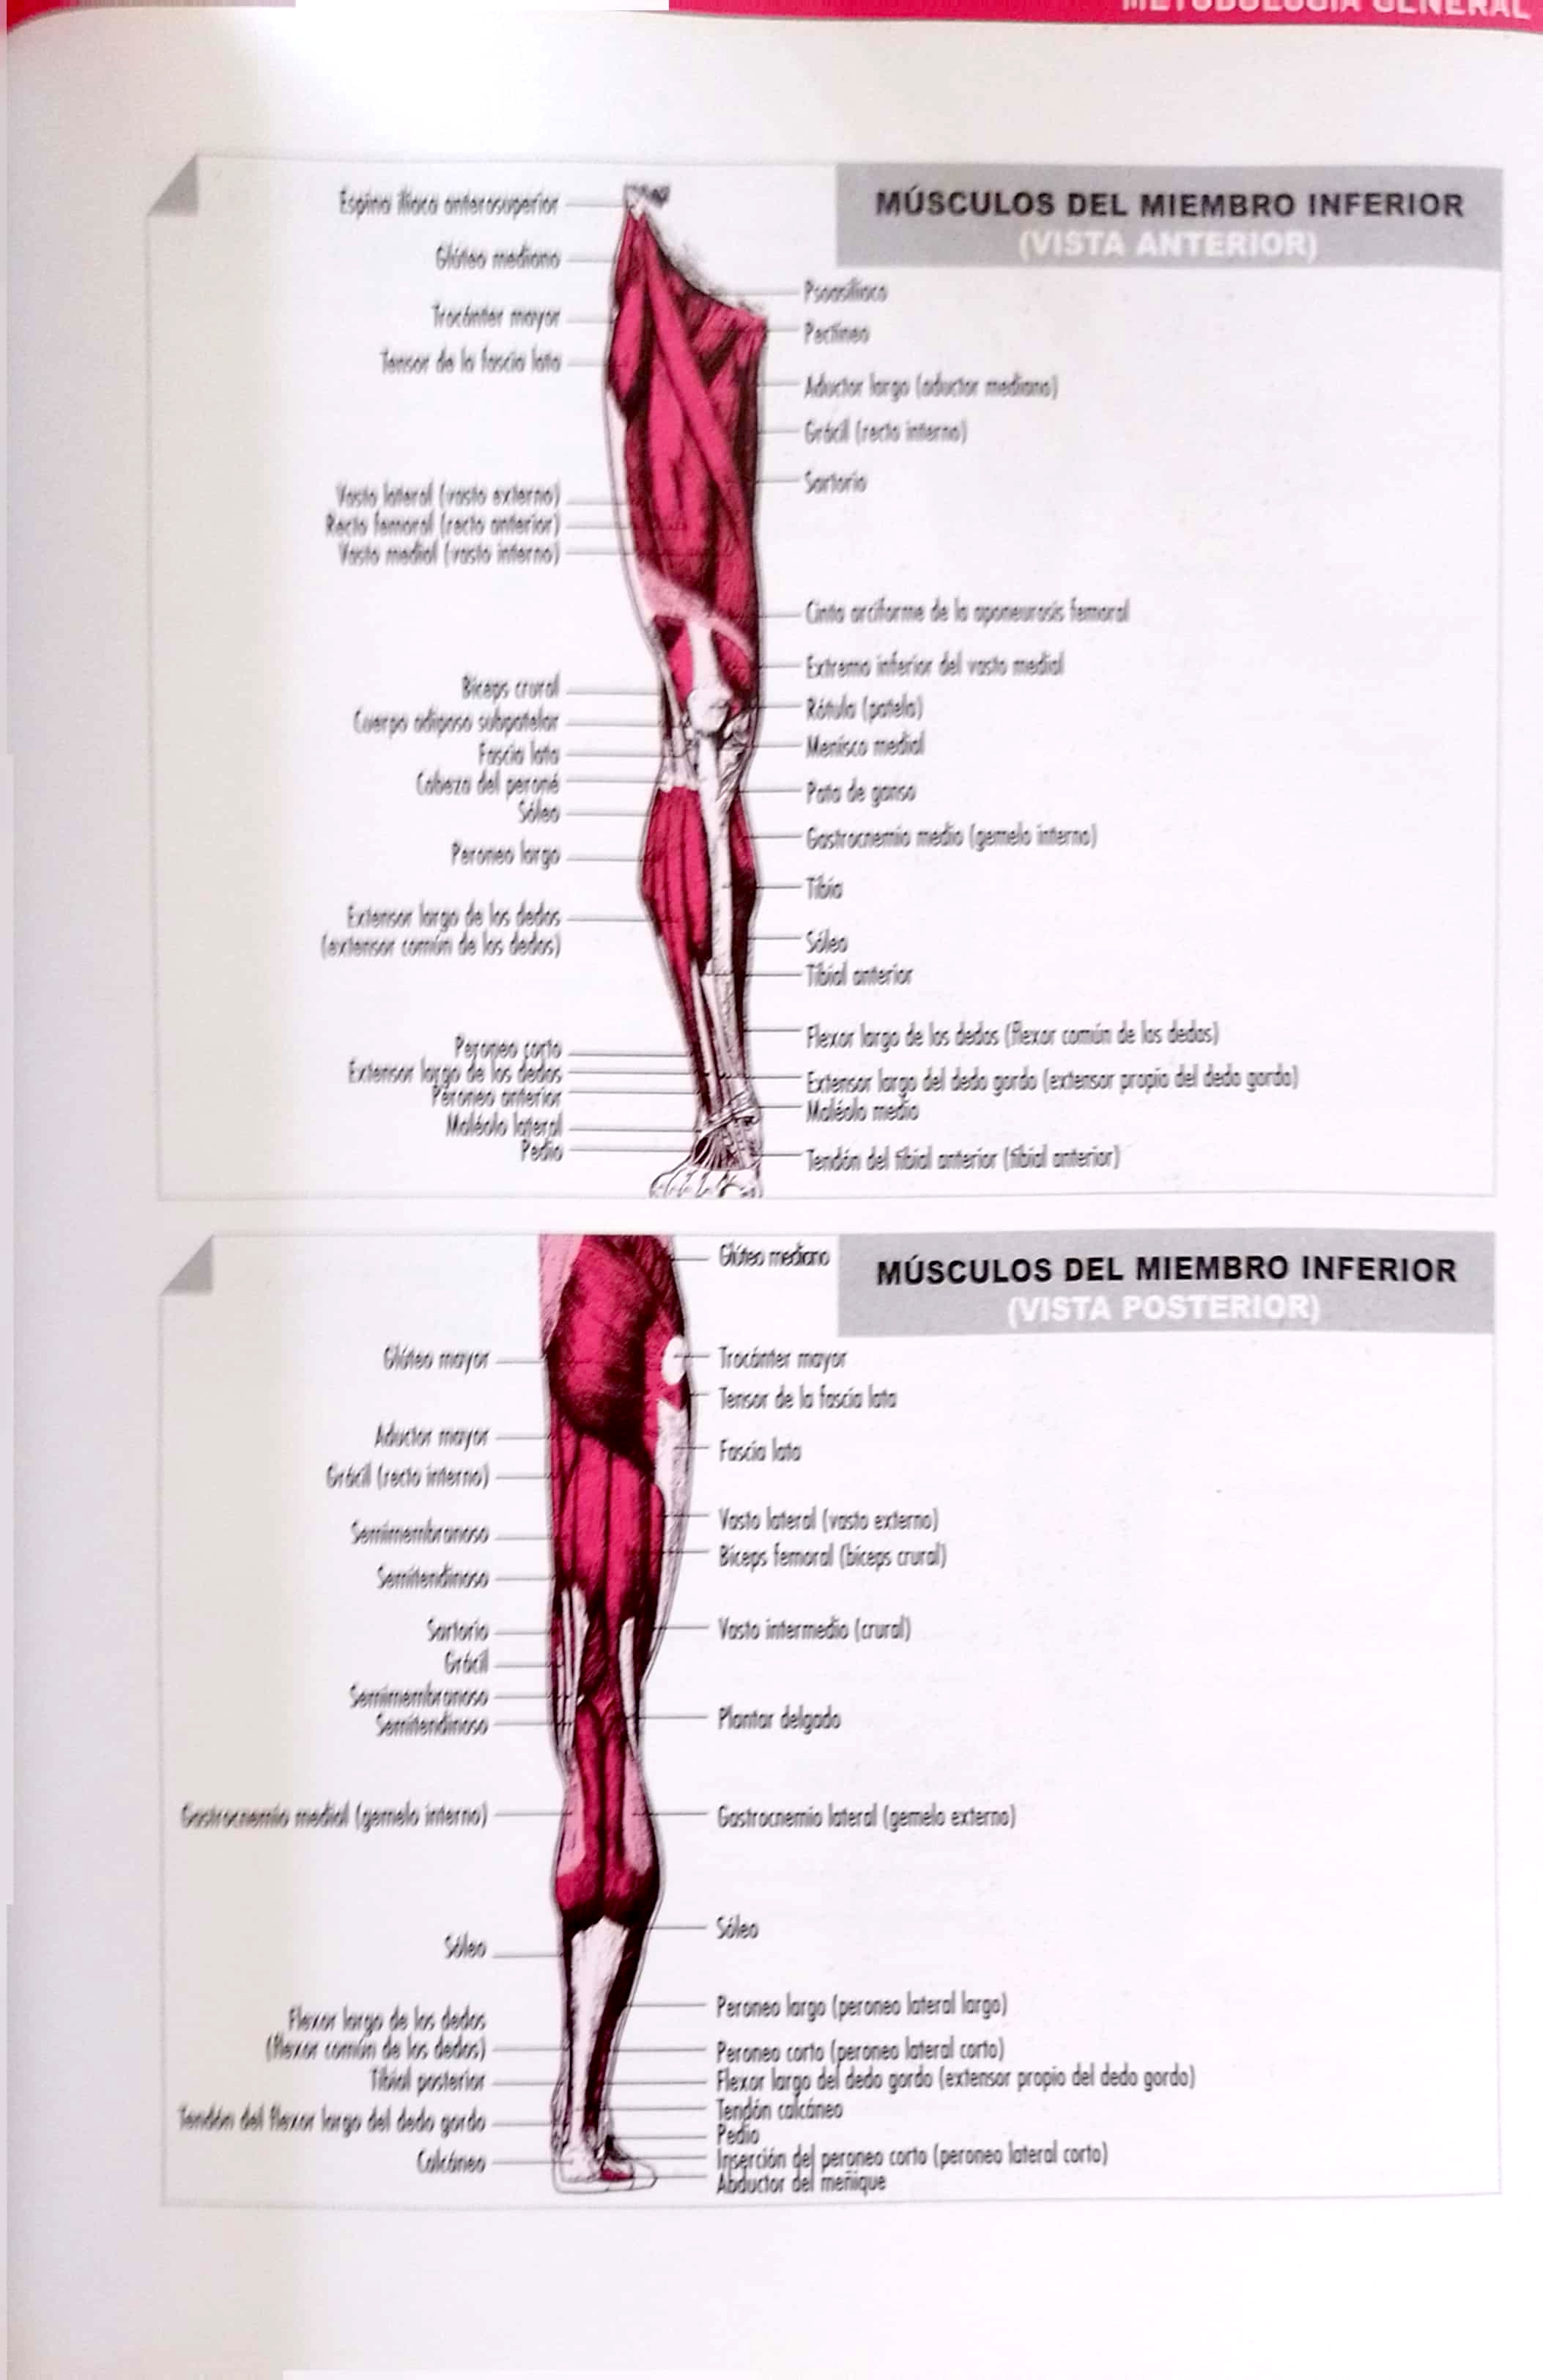 METODOLOGÍA GENERAL
MÚSCULOS DEL MIEMBRO INFERIOR
(VISTA ANTERIOR)
Espina ilíaca anterosuperior
Glúteo mediano
Trocánter mayor
Tensor de la fascia lata
Vasto lateral (vasto externo)
Recto femoral (recto anterior)
Vasto medial (vasto interno)
Bíceps crural
Cuerpo adiposo subpatelar
Fascia lata
Cabeza del peroné
Sóleo
Peroneo largo
Extensor largo de los dedos
(extensor común de los dedos)
Peroneo corto
Extensor largo de los dedos
Peroneo anterior
Maléolo lateral
Pedio
Psoasilíaco
Pectíneo
Aductor largo (aductor mediano)
Grácil (recto interno)
Sartorio
Cinta arciforme de la aponeurosis femoral
Extremo inferior del vasto medial
Rótula (patela)
Menisco medial
Pata de ganso
Gastrocnemio medio (gemelo interno)
Tibia
Sóleo
Tibial anterior
Flexor largo de los dedos (flexor común de los dedos)
Extensor largo del dedo gordo (extensor propio del dedo gordo)
Maléolo medio
Tendón del tibial anterior (tibial anterior)
MÚSCULOS DEL MIEMBRO INFERIOR
(VISTA POSTERIOR)
Glúteo mayor
Aductor mayor
Grácil (recto interno)
Semimembranoso
Semitendinoso
Sartorio
Grácil
Semimembranoso
Semitendinoso
Gastrocnemio medial (gemelo interno)
Sóleo
Flexor largo de los dedos
(flexor común de los dedos)
Tibial posterior
Tendón del flexor largo del dedo gordo
Calcáneo
Glúteo mediano
Trocánter mayor
Tensor de la fascia lata
Fascia lata
Vasto lateral (vasto externo)
Bíceps femoral (bíceps crural)
Vasto intermedio (crural)
Plantar delgado
Gastrocnemio lateral (gemelo externo)
Sóleo
Peroneo largo (peroneo lateral largo)
Peroneo corto (peroneo lateral corto)
Flexor largo del dedo gordo (extensor propio del dedo gordo)
Tendón calcáneo
Pedio
Inserción del peroneo corto (peroneo lateral corto)
Abductor del meñique